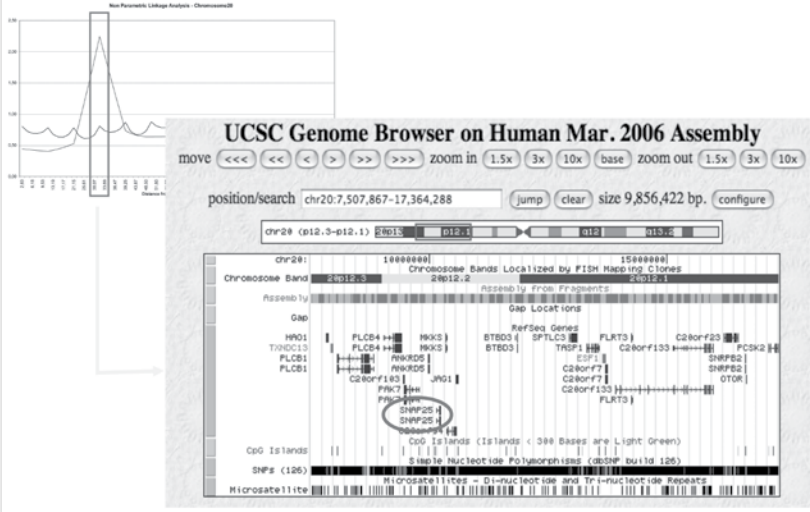 Non Parametric Linkage Analysis - Chromosome20
UCSC Genome Browser on Human Mar. 2006 Assembly
move <<< << < > >> >>> zoom in 1.5x 3x 10x base zoom out 1.5x 3x 10x
position/search chr20:7,507,867-17,364,288 jump clear size 9,856,422 bp. configure
chr20 (p12.3-p12.1) 20p13 p12.1 q12 q13.2
chr20: 10000000 15000000
Chromosome Bands Localized by FISH Mapping Clones
Chromosome Band 20p12.3 20p12.2 20p12.1
Assembly from Fragments
Assembly
Gap Locations
Gap
RefSeq Genes
HAO1 PLCB4 MKKS BTBD3 SPTLC3 FLRT3 C20orf23
TXNDC13 PLCB4 MKKS BTBD3 TASP1 C20orf133 PCSK2
PLCB1 ANKRD5 ESF1 SNRPB2
PLCB1 ANKRD5 C20orf7 SNRPB2
C20orf103 JAG1 C20orf7 OTOR
PAK7 C20orf133
PAK7 FLRT3
SNAP25
SNAP25
CpG Islands (Islands < 300 Bases are Light Green)
CpG Islands
Simple Nucleotide Polymorphisms (dbSNP build 126)
SNPs (126)
Microsatellites - Di-nucleotide and Tri-nucleotide Repeats
Microsatellite